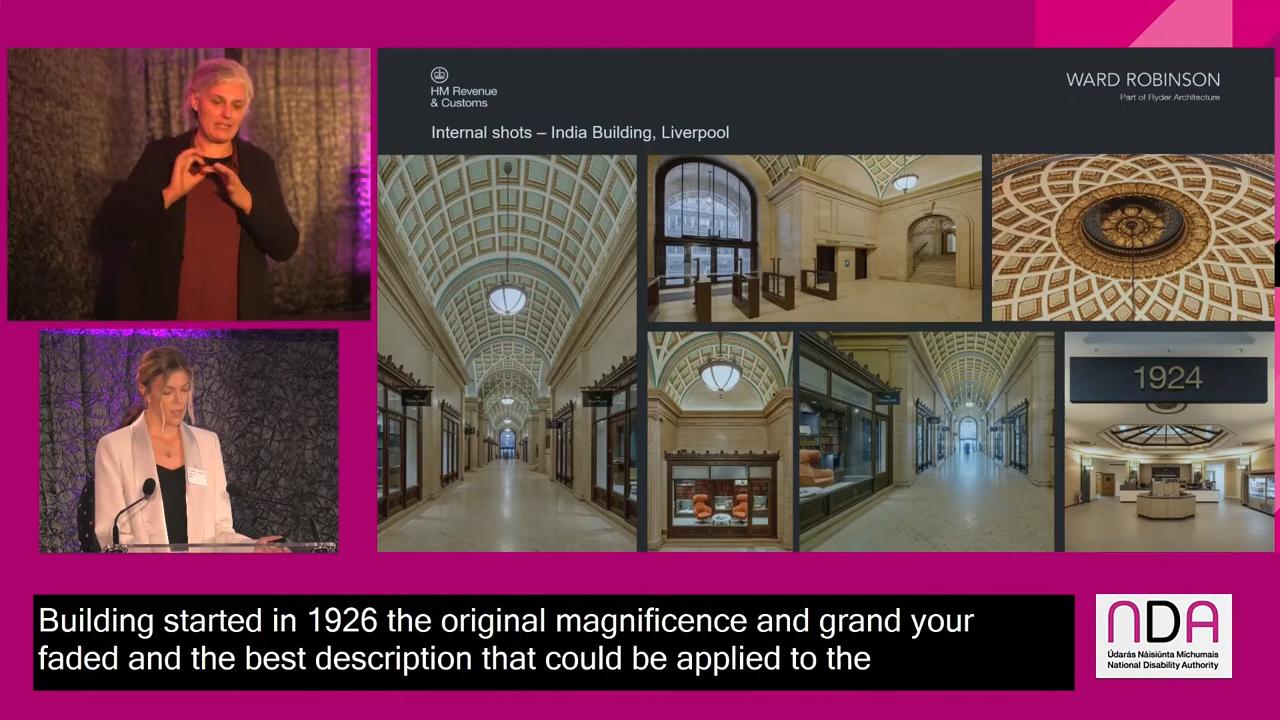 HM Revenue
& Customs
WARD ROBINSON
Part of Ryder Architecture
Internal shots – India Building, Liverpool
1924
Building started in 1926 the original magnificence and grand your
faded and the best description that could be applied to the
NDA
Údarás Náisiúnta Míchumais
National Disability Authority